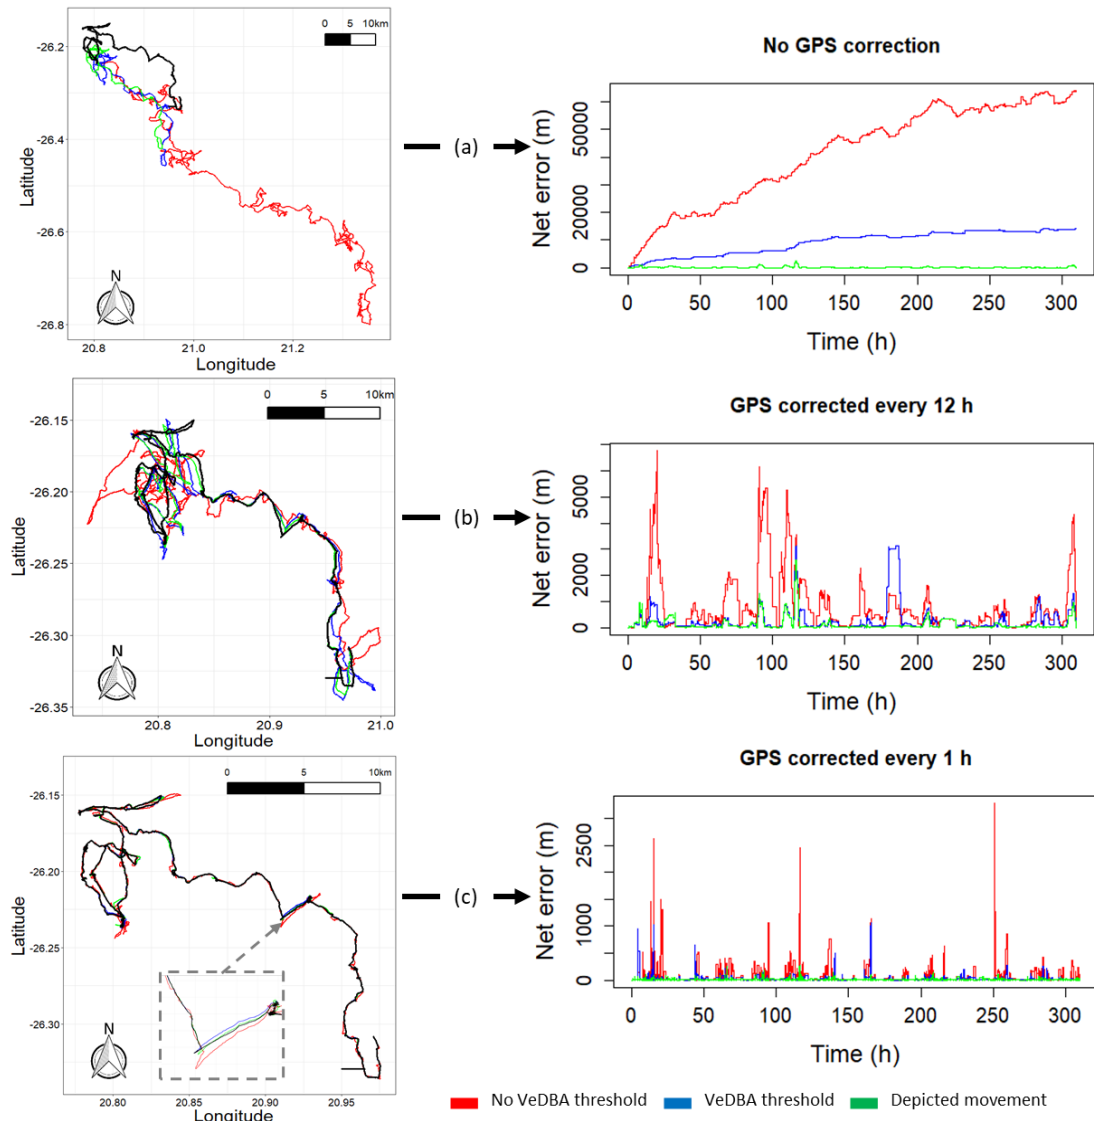 0 5 10km
-26.2
-26.4
-26.6
-26.8
Latitude
N
20.8 21.0 21.2
Longitude
(a)
No GPS correction
Net error (m)
0 20000 50000
0 50 100 150 200 250 300
Time (h)
0 5 10km
-26.15
-26.20
-26.25
-26.30
-26.35
Latitude
N
20.8 20.9 21.0
Longitude
(b)
GPS corrected every 12 h
Net error (m)
0 2000 5000
0 50 100 150 200 250 300
Time (h)
0 5 10km
-26.15
-26.20
-26.25
-26.30
Latitude
N
20.80 20.85 20.90 20.95
Longitude
(c)
GPS corrected every 1 h
Net error (m)
0 1000 2500
0 50 100 150 200 250 300
Time (h)
No VeDBA threshold VeDBA threshold Depicted movement